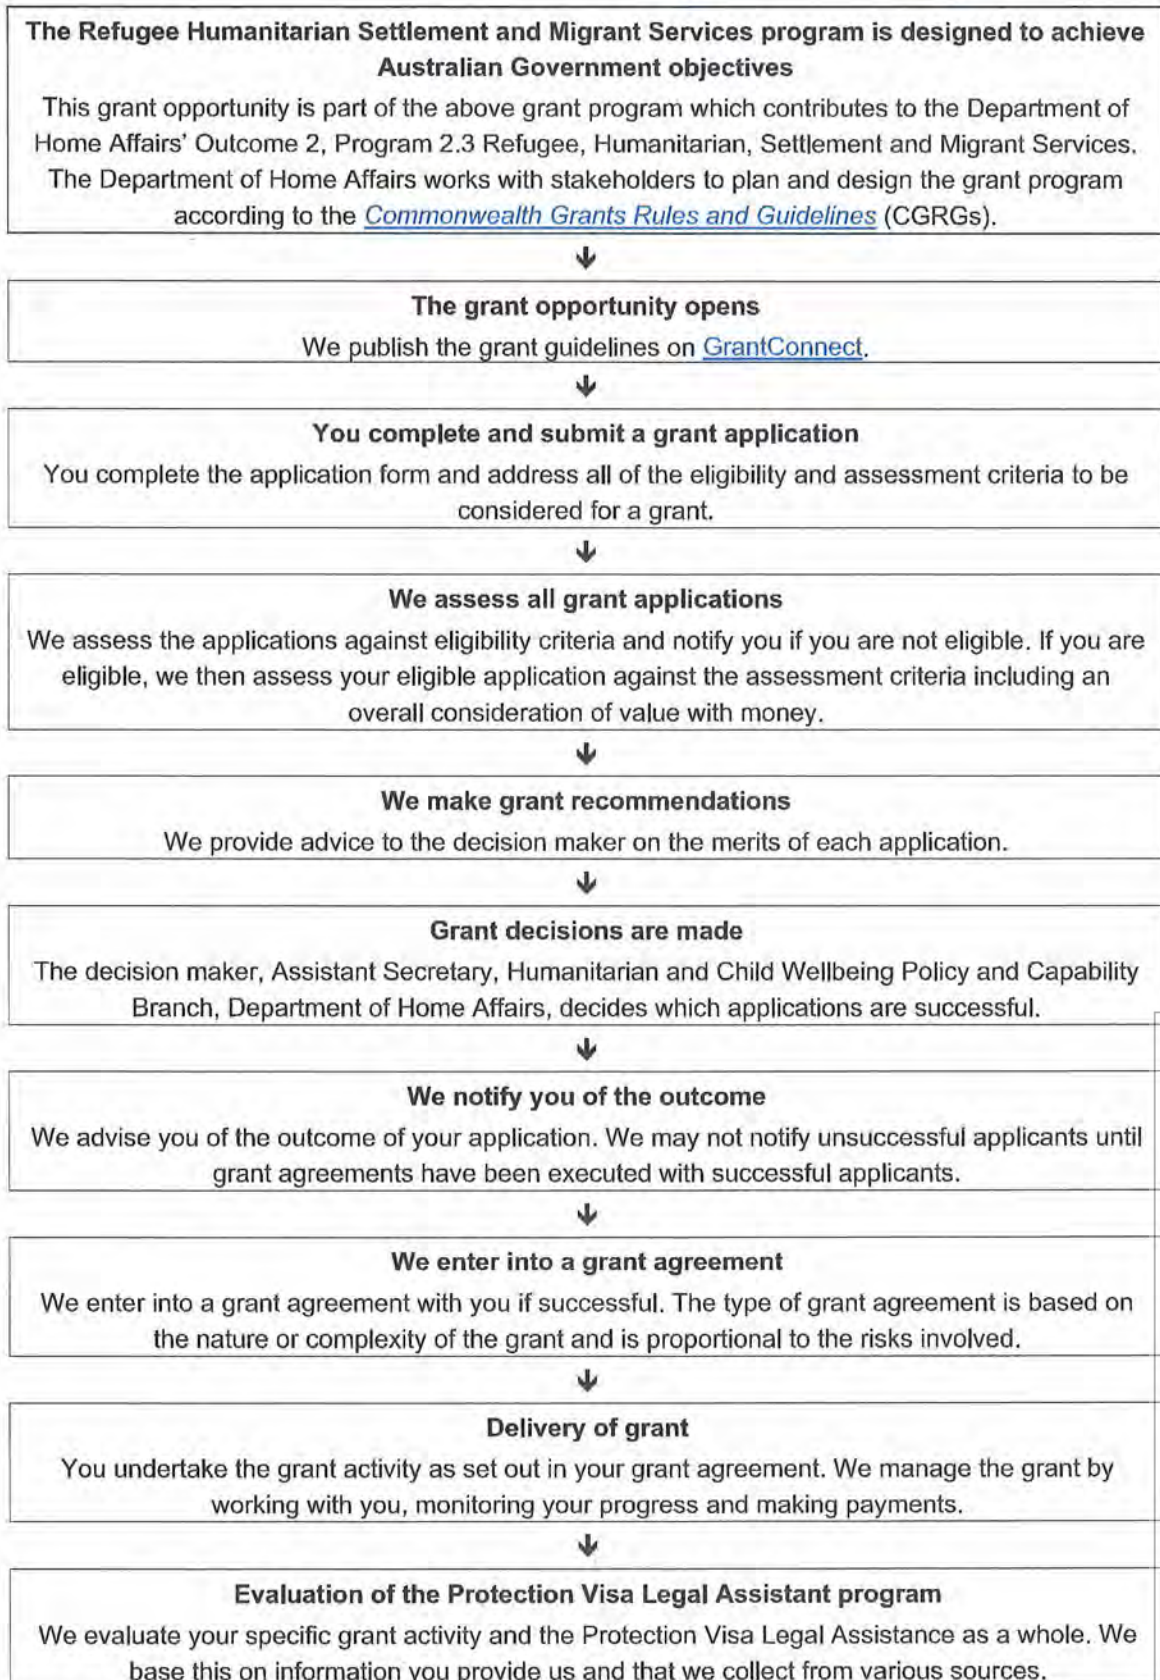 The Refugee Humanitarian Settlement and Migrant Services program is designed to achieve
Australian Government objectives
This grant opportunity is part of the above grant program which contributes to the Department of
Home Affairs' Outcome 2, Program 2.3 Refugee, Humanitarian, Settlement and Migrant Services.
The Department of Home Affairs works with stakeholders to plan and design the grant program
according to the Commonwealth Grants Rules and Guidelines (CGRGs).
The grant opportunity opens
We publish the grant guidelines on GrantConnect.
You complete and submit a grant application
You complete the application form and address all of the eligibility and assessment criteria to be
considered for a grant.
We assess all grant applications
We assess the applications against eligibility criteria and notify you if you are not eligible. If you are
eligible, we then assess your eligible application against the assessment criteria including an
overall consideration of value with money.
We make grant recommendations
We provide advice to the decision maker on the merits of each application.
Grant decisions are made
The decision maker, Assistant Secretary, Humanitarian and Child Wellbeing Policy and Capability
Branch, Department of Home Affairs, decides which applications are successful.
We notify you of the outcome
We advise you of the outcome of your application. We may not notify unsuccessful applicants until
grant agreements have been executed with successful applicants.
We enter into a grant agreement
We enter into a grant agreement with you if successful. The type of grant agreement is based on
the nature or complexity of the grant and is proportional to the risks involved.
Delivery of grant
You undertake the grant activity as set out in your grant agreement. We manage the grant by
working with you, monitoring your progress and making payments.
Evaluation of the Protection Visa Legal Assistant program
We evaluate your specific grant activity and the Protection Visa Legal Assistance as a whole. We
base this on information you provide us and that we collect from various sources.